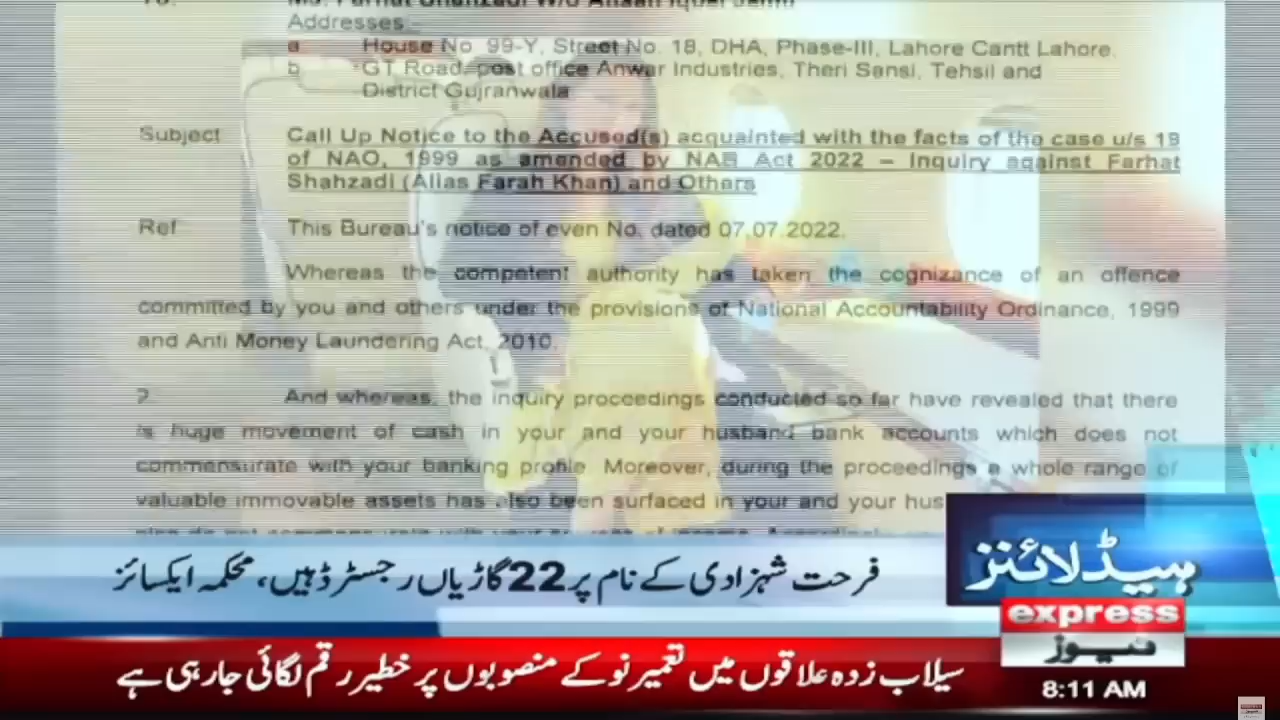 Ms. Farhat Shahzadi W/o Ahsan Iqbal Jamil
Addresses:-
a House No. 99-Y, Street No. 18, DHA, Phase-III, Lahore Cantt Lahore.
b GT Road, post office Anwar Industries, Theri Sansi, Tehsil and
District Gujranwala
Subject Call Up Notice to the Accused(s) acquainted with the facts of the case u/s 19
of NAO, 1999 as amended by NAB Act 2022 – Inquiry against Farhat
Shahzadi (Alias Farah Khan) and Others
Ref This Bureau's notice of even No. dated 07.07.2022.
Whereas the competent authority has taken the cognizance of an offence
committed by you and others under the provisions of National Accountability Ordinance, 1999
and Anti Money Laundering Act, 2010.
2. And whereas, the inquiry proceedings conducted so far have revealed that there
is huge movement of cash in your and your husband bank accounts which does not
commensurate with your banking profile. Moreover, during the proceedings a whole range of
valuable immovable assets has also been surfaced in your and your hus
فرحت شہزادی کے نام پر 22 گاڑیاں رجسٹرڈ ہیں، محکمہ ایکسائز
ہیڈلائنز
express
نیوز
سیلاب زدہ علاقوں میں تعمیر نو کے منصوبوں پر خطیر رقم لگائی جارہی ہے
8:11 AM